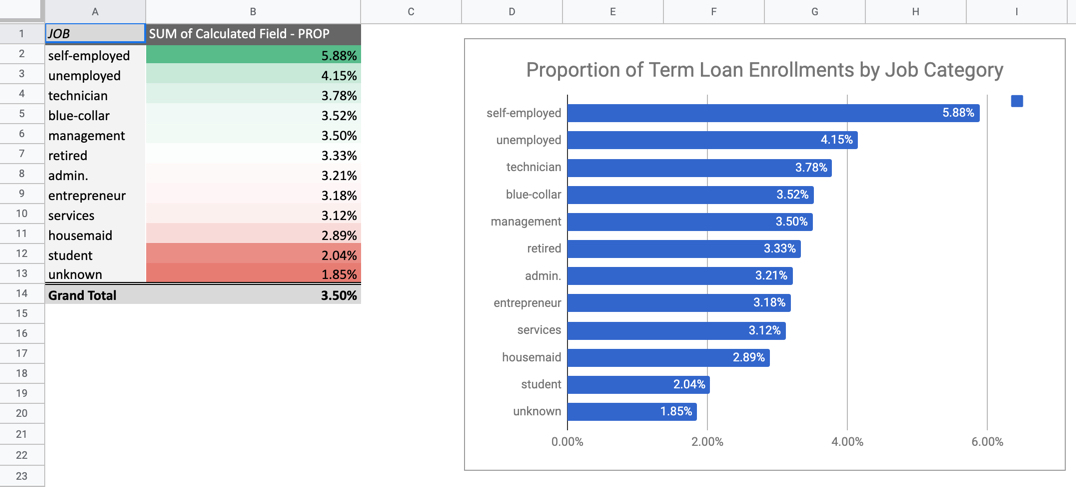 A B C D E F G H I
1 JOB SUM of Calculated Field - PROP
2 self-employed 5.88%
3 unemployed 4.15%
4 technician 3.78%
5 blue-collar 3.52%
6 management 3.50%
7 retired 3.33%
8 admin. 3.21%
9 entrepreneur 3.18%
10 services 3.12%
11 housemaid 2.89%
12 student 2.04%
13 unknown 1.85%
14 Grand Total 3.50%
15
16
17
18
19
20
21
22
23
Proportion of Term Loan Enrollments by Job Category
self-employed 5.88%
unemployed 4.15%
technician 3.78%
blue-collar 3.52%
management 3.50%
retired 3.33%
admin. 3.21%
entrepreneur 3.18%
services 3.12%
housemaid 2.89%
student 2.04%
unknown 1.85%
0.00% 2.00% 4.00% 6.00%